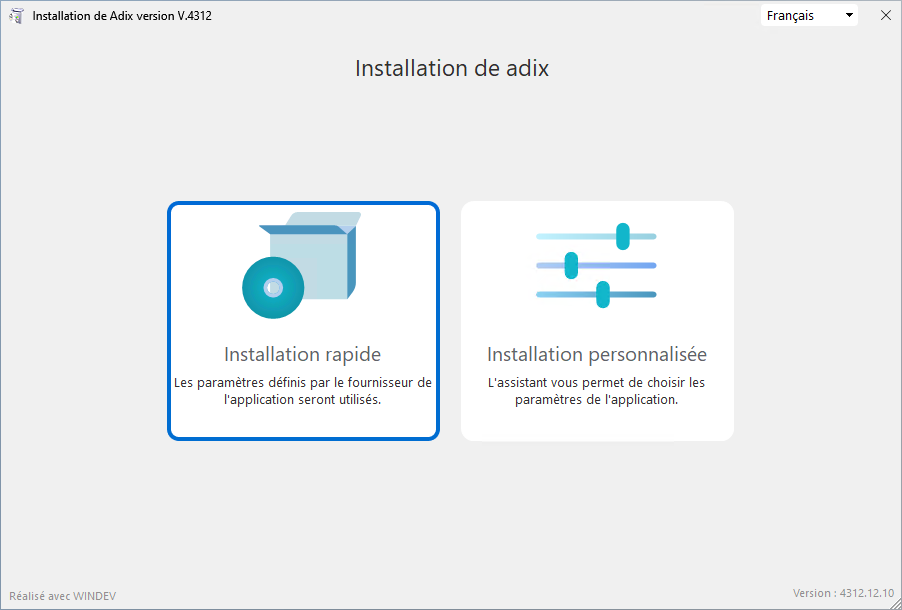 Installation de Adix version V.4312
Français
Installation de adix
Installation rapide
Les paramètres définis par le fournisseur de
l'application seront utilisés.
Installation personnalisée
L'assistant vous permet de choisir les
paramètres de l'application.
Réalisé avec WINDEV
Version : 4312.12.10